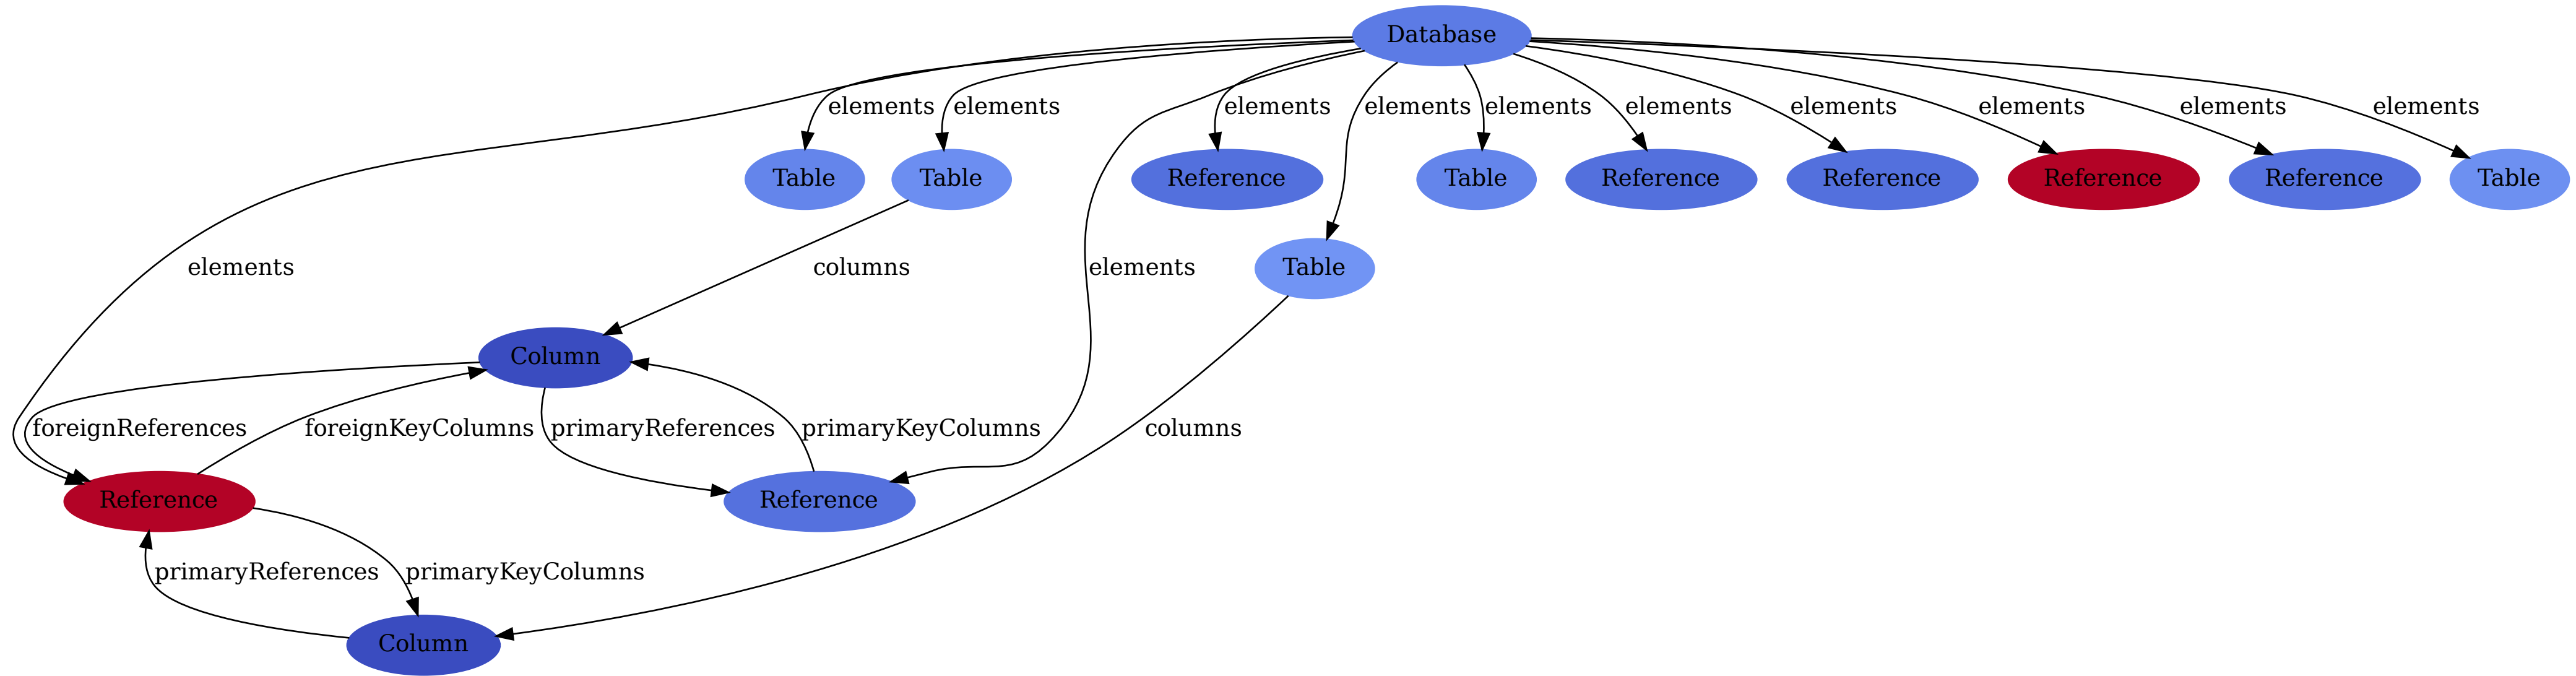 Database
elements
elements
elements
elements
elements
elements
elements
elements
elements
elements
Table
Table
Reference
Table
Reference
Reference
Reference
Reference
Table
elements
columns
elements
Table
Column
foreignReferences
foreignKeyColumns
primaryReferences
primaryKeyColumns
columns
Reference
Reference
primaryReferences
primaryKeyColumns
Column